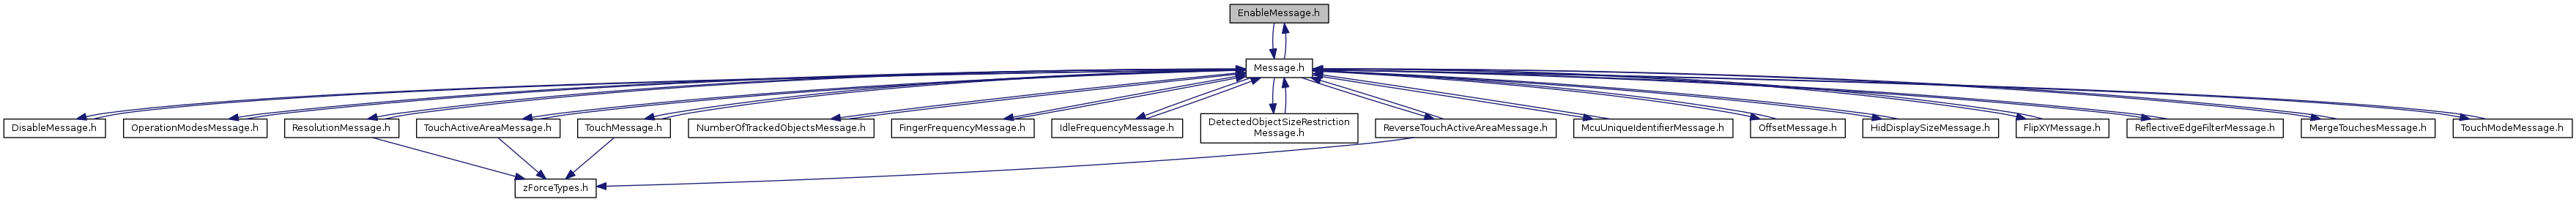 EnableMessage.h
Message.h
DisableMessage.h
OperationModesMessage.h
ResolutionMessage.h
TouchActiveAreaMessage.h
TouchMessage.h
NumberOfTrackedObjectsMessage.h
FingerFrequencyMessage.h
IdleFrequencyMessage.h
DetectedObjectSizeRestriction
Message.h
ReverseTouchActiveAreaMessage.h
McuUniqueIdentifierMessage.h
OffsetMessage.h
HidDisplaySizeMessage.h
FlipXYMessage.h
ReflectiveEdgeFilterMessage.h
MergeTouchesMessage.h
TouchModeMessage.h
zForceTypes.h